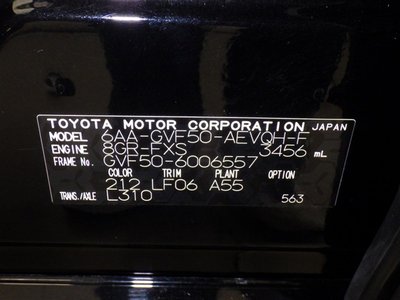 TOYOTA MOTOR CORPORATION JAPAN
MODEL 6AA-GVF50-AEVQH-F
ENGINE 8GR-FXS 3456 mL
FRAME No. GVF50-6006557
COLOR TRIM PLANT OPTION
212 LF06 A55
TRANS./AXLE L310 563